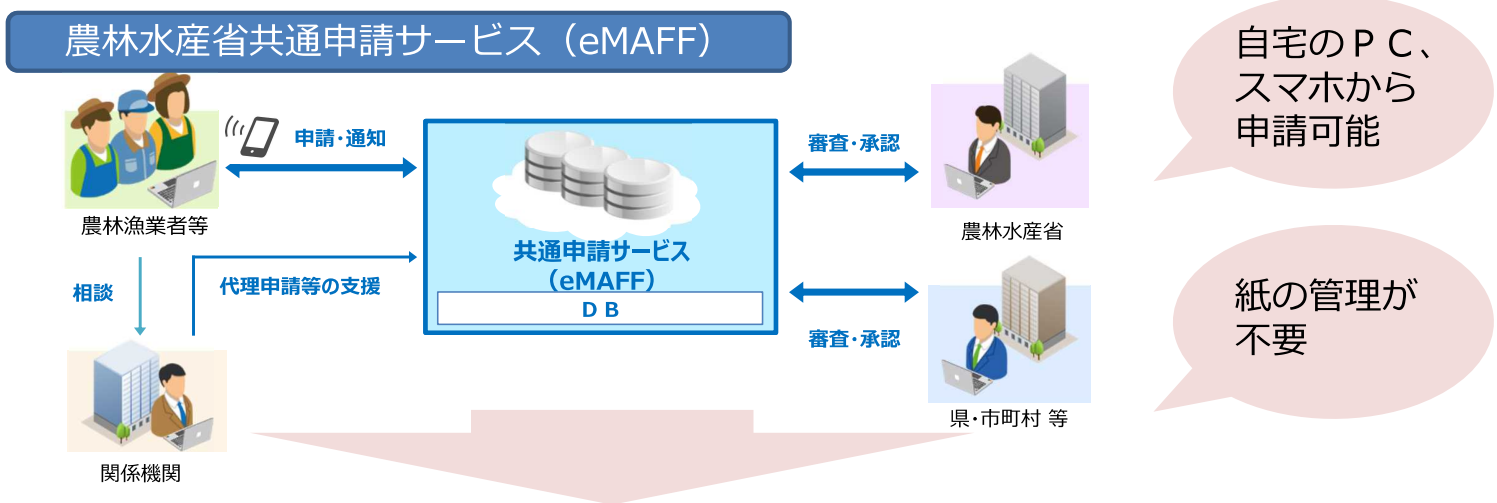 農林水産省共通申請サービス（eMAFF）
自宅のＰＣ、
スマホから
申請可能
申請･通知
審査･承認
農林漁業者等
農林水産省
共通申請サービス
（eMAFF）
ＤＢ
相談
代理申請等の支援
紙の管理が
不要
審査･承認
県･市町村 等
関係機関